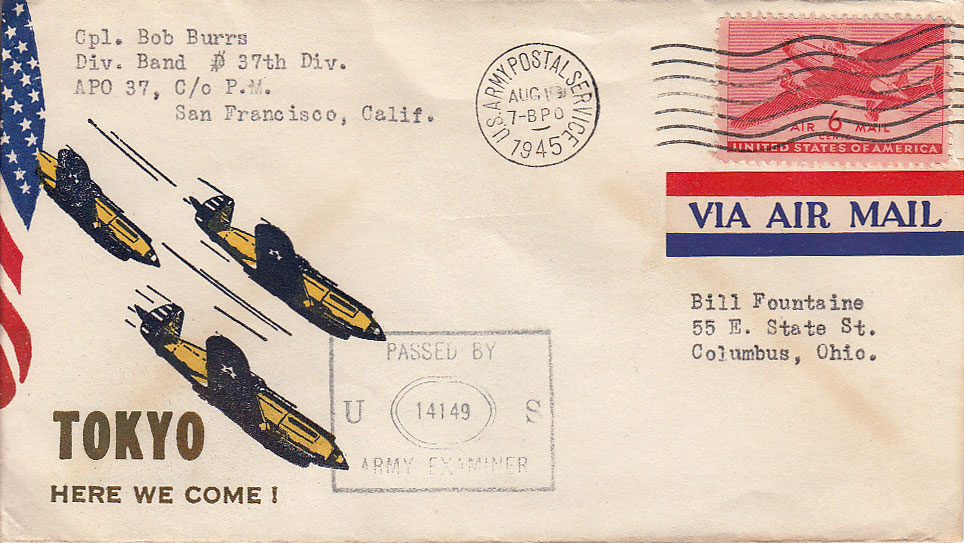 Cpl. Bob Burrs
Div. Band 37th Div.
APO 37, C/o P.M.
San Francisco, Calif.
U.S. ARMY POSTAL SERVICE
AUG
7-BPO
1945
AIR 6 MAIL
CENTS
UNITED STATES OF AMERICA
VIA AIR MAIL
Bill Fountaine
55 E. State St.
Columbus, Ohio.
PASSED BY
U 14149 S
ARMY EXAMINER
TOKYO
HERE WE COME!